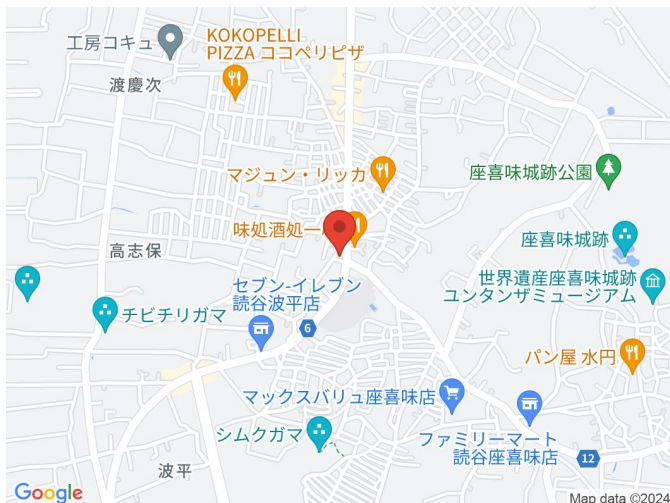 工房コキュ
KOKOPELLI
PIZZA ココペリピザ
渡慶次
マジュン・リッカ
座喜味城跡公園
味処酒処一
高志保
座喜味城跡
セブン-イレブン
読谷波平店
世界遺産座喜味城跡
ユンタンザミュージアム
チビチリガマ
6
パン屋 水円
マックスバリュ座喜味店
シムクガマ
ファミリーマート
読谷座喜味店
12
波平
Google
Map data ©2024